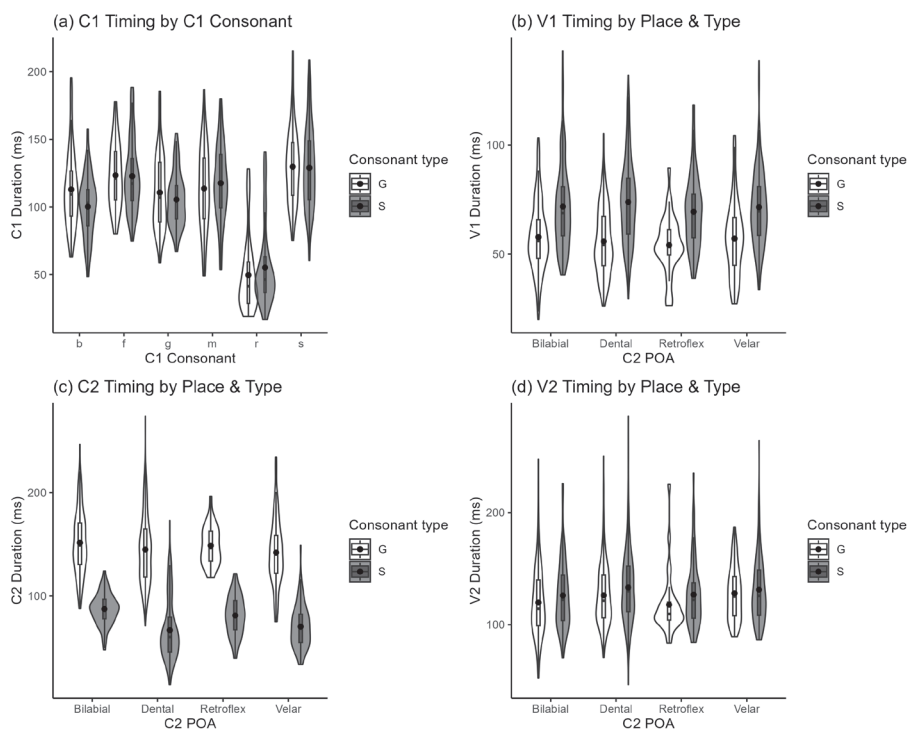 (a) C1 Timing by C1 Consonant
C1 Duration (ms)
200
150
100
50
b f g m r s
C1 Consonant
Consonant type
G
S
(b) V1 Timing by Place & Type
V1 Duration (ms)
100
50
Bilabial Dental Retroflex Velar
C2 POA
Consonant type
G
S
(c) C2 Timing by Place & Type
C2 Duration (ms)
200
100
Bilabial Dental Retroflex Velar
C2 POA
Consonant type
G
S
(d) V2 Timing by Place & Type
V2 Duration (ms)
200
100
Bilabial Dental Retroflex Velar
C2 POA
Consonant type
G
S